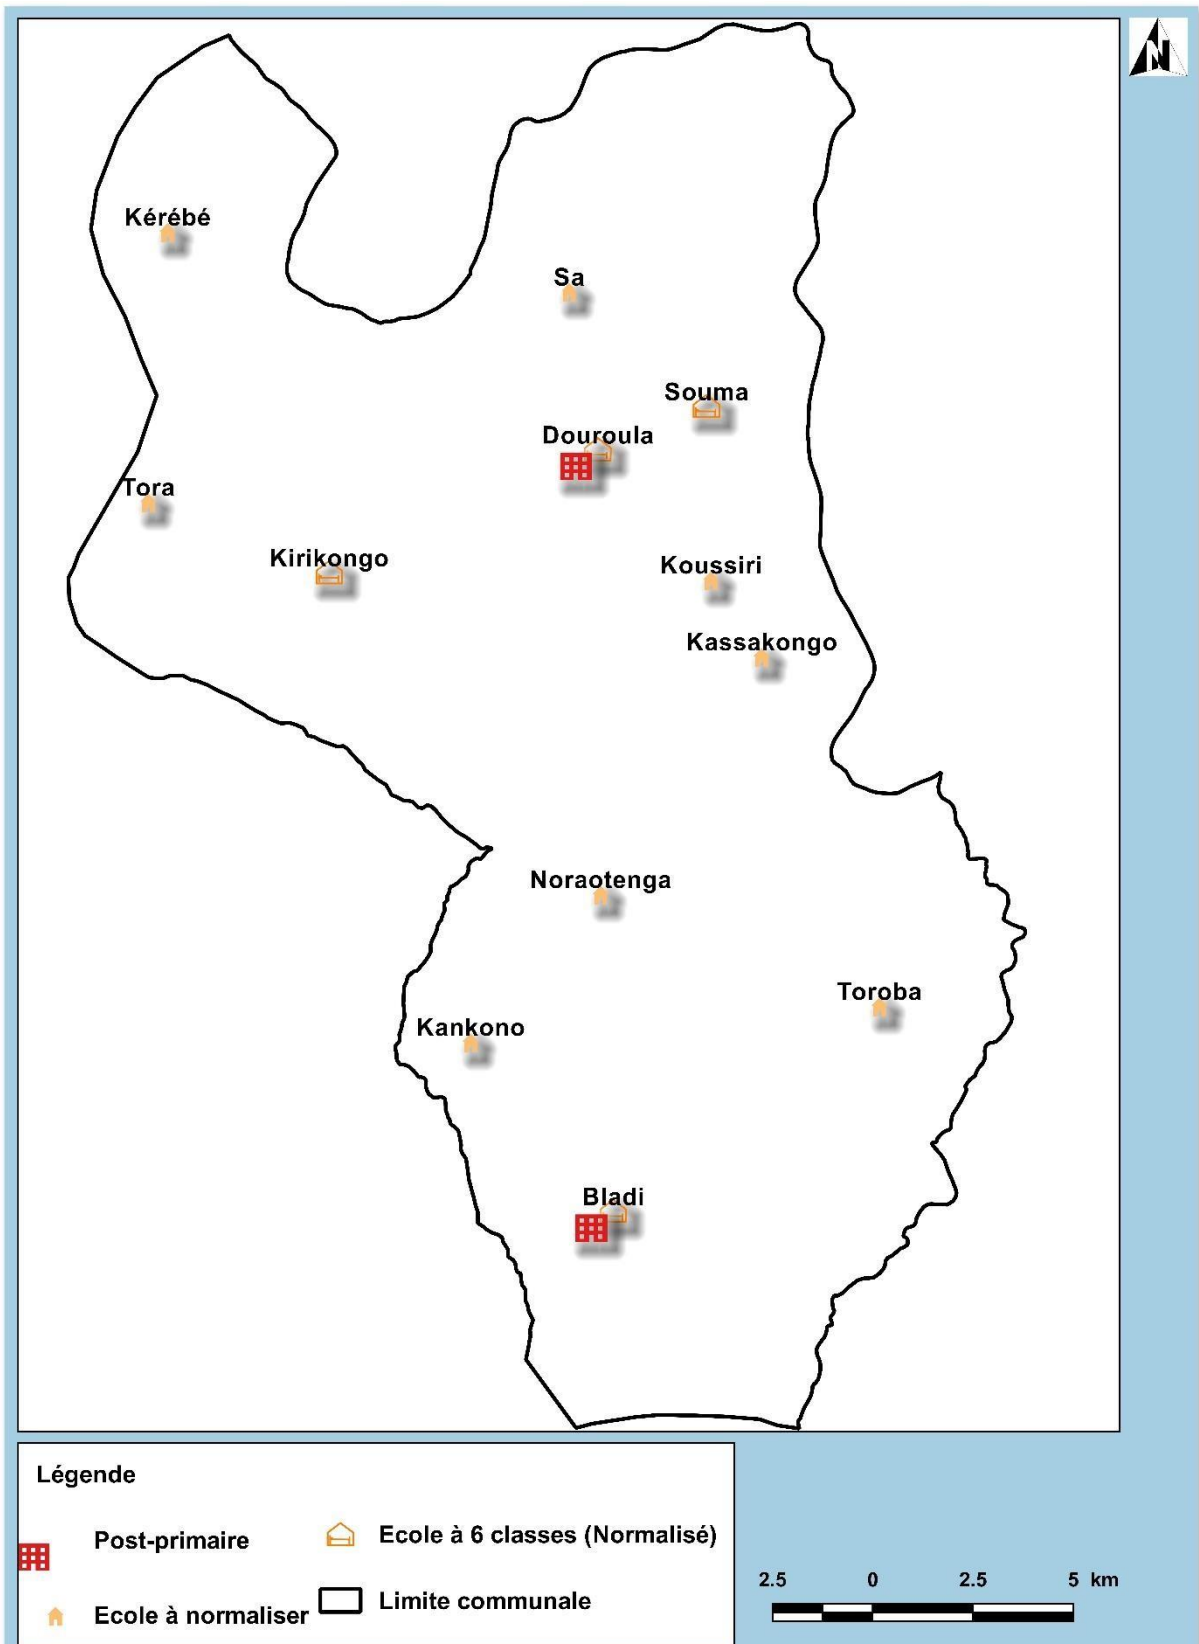 N
Kérébé
Sa
Souma
Douroula
Tora
Kirikongo
Koussiri
Kassakongo
Noraotenga
Toroba
Kankono
Bladi
Légende
Post-primaire
Ecole à 6 classes (Normalisé)
Ecole à normaliser
Limite communale
2.5 0 2.5 5 km